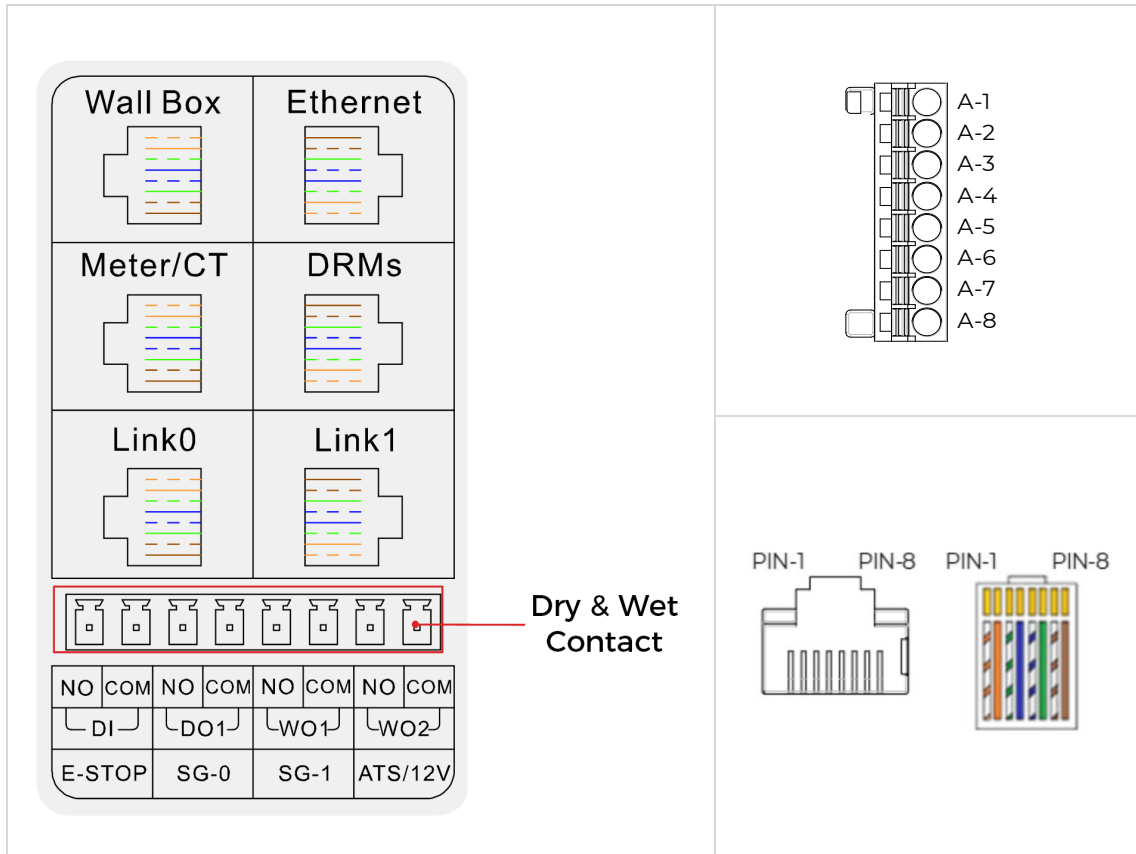 Wall Box Ethernet
Meter/CT DRMs
Link0 Link1
Dry & Wet
Contact
NO COM NO COM NO COM NO COM
DI DO1 WO1 WO2
E-STOP SG-0 SG-1 ATS/12V
A-1
A-2
A-3
A-4
A-5
A-6
A-7
A-8
PIN-1 PIN-8 PIN-1 PIN-8